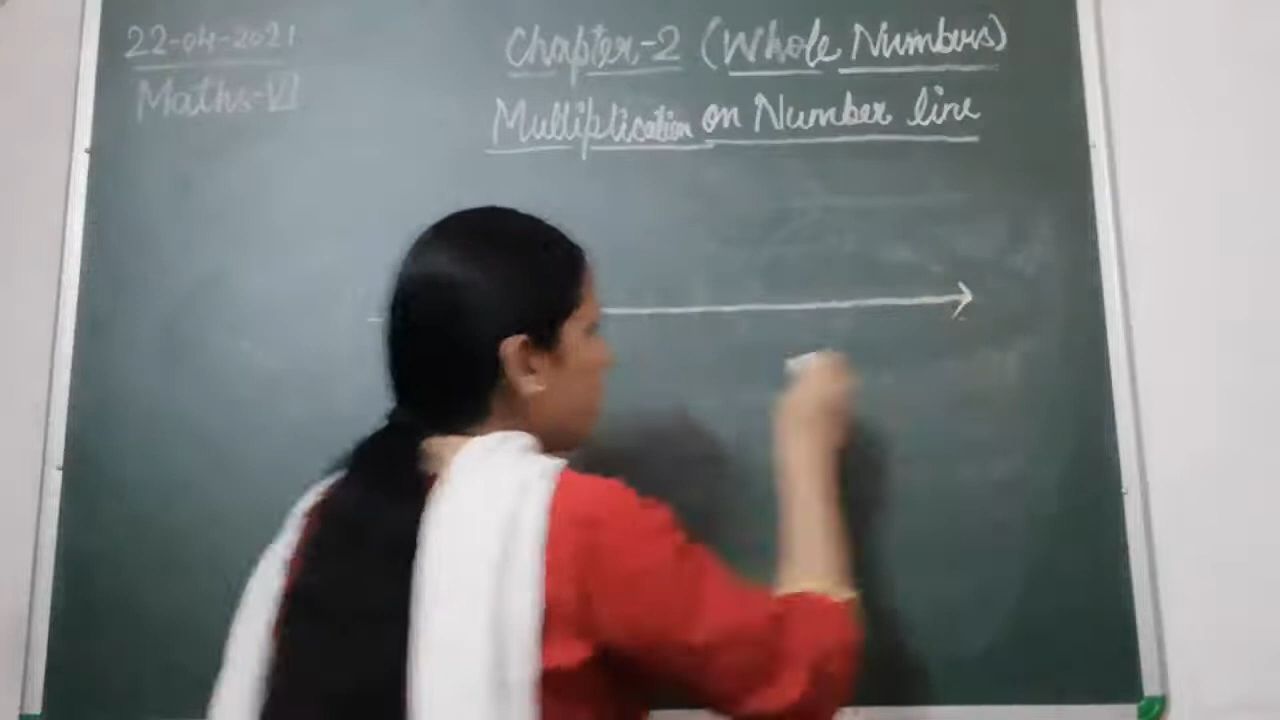 22-04-2021
Maths-VI
Chapter-2 (Whole Numbers)
Multiplication on Number line